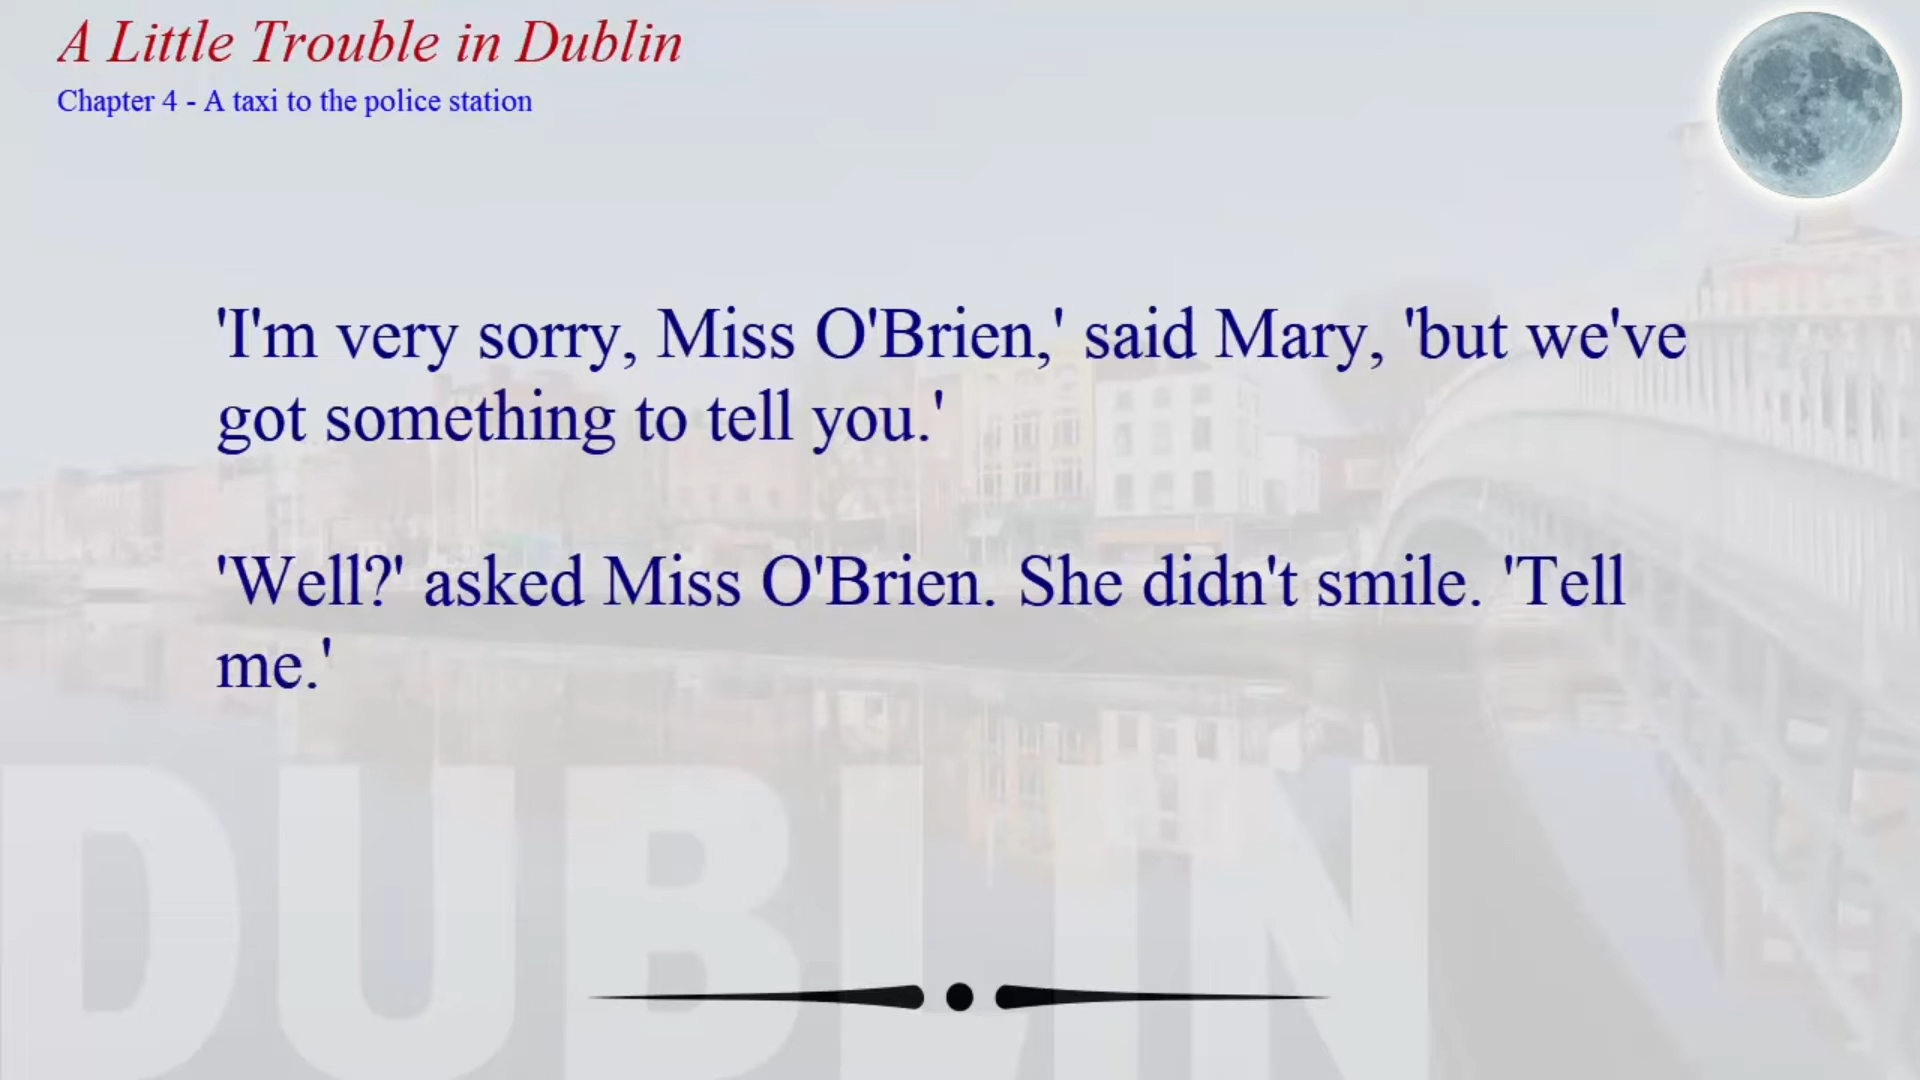 A Little Trouble in Dublin
Chapter 4 - A taxi to the police station
'I'm very sorry, Miss O'Brien,' said Mary, 'but we've
got something to tell you.'
'Well?' asked Miss O'Brien. She didn't smile. 'Tell
me.'
DUBLIN